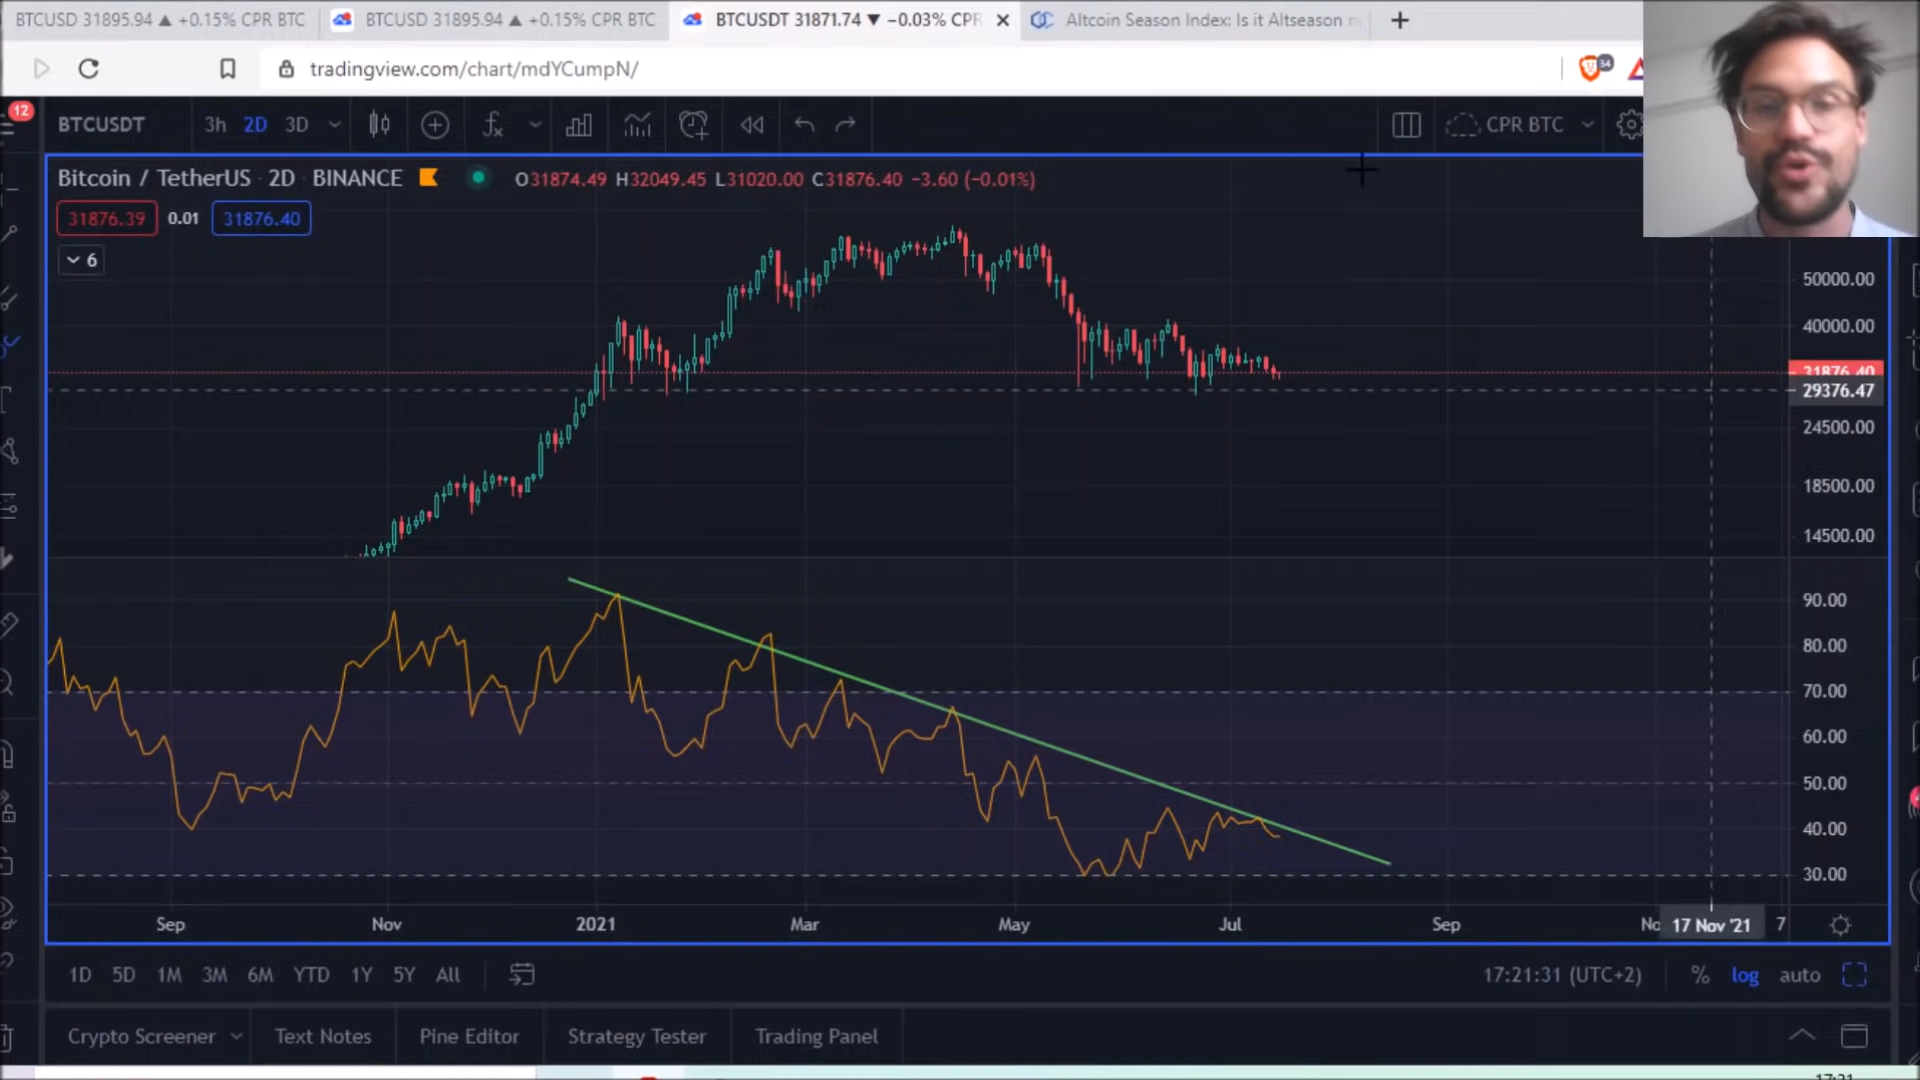 BTCUSD 31895.94 ▲ +0.15% CPR BTC
BTCUSD 31895.94 ▲ +0.15% CPR BTC
BTCUSDT 31871.74 ▼ −0.03% CPR
Altcoin Season Index: Is it Altseason
tradingview.com/chart/mdYCumpN/
34
12
BTCUSDT 3h 2D 3D
CPR BTC
Bitcoin / TetherUS · 2D · BINANCE O31874.49 H32049.45 L31020.00 C31876.40 −3.60 (−0.01%)
31876.39 0.01 31876.40
6
50000.00
40000.00
31876.40
29376.47
24500.00
18500.00
14500.00
90.00
80.00
70.00
60.00
50.00
40.00
30.00
Sep Nov 2021 Mar May Jul Sep 17 Nov '21 7
1D 5D 1M 3M 6M YTD 1Y 5Y All
17:21:31 (UTC+2) % log auto
Crypto Screener Text Notes Pine Editor Strategy Tester Trading Panel